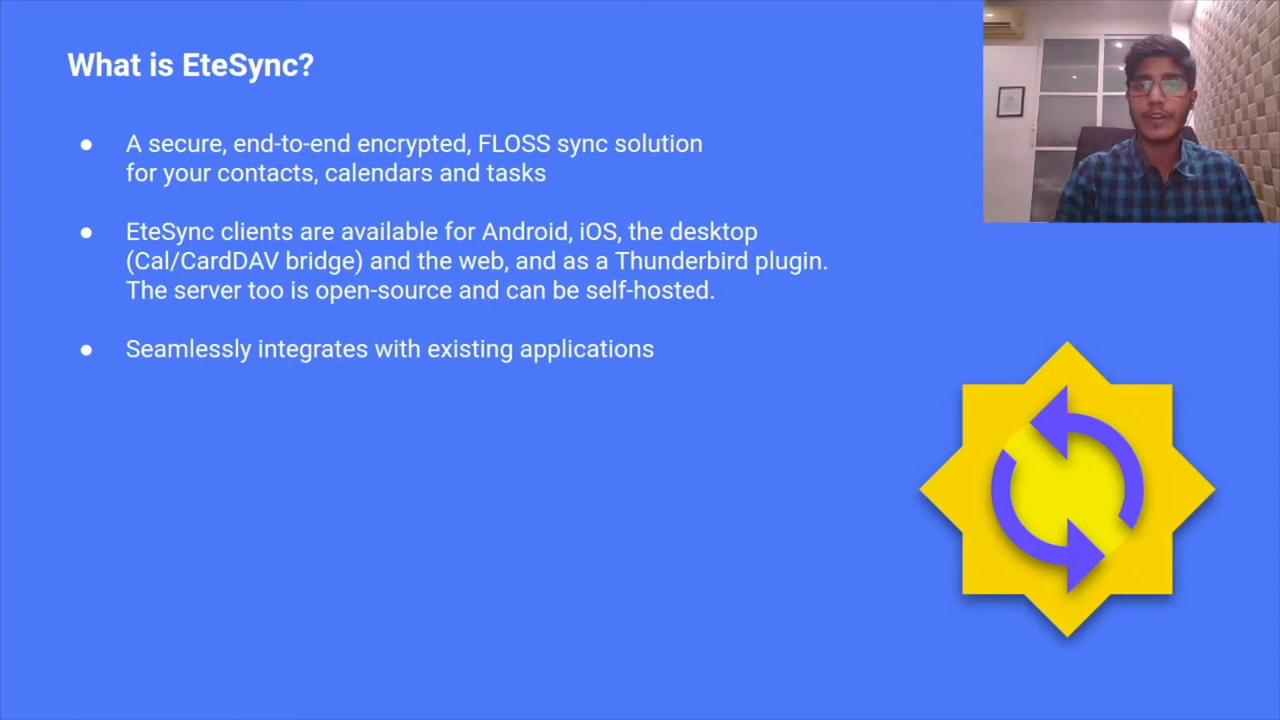 What is EteSync?
● A secure, end-to-end encrypted, FLOSS sync solution
for your contacts, calendars and tasks
● EteSync clients are available for Android, iOS, the desktop
(Cal/CardDAV bridge) and the web, and as a Thunderbird plugin.
The server too is open-source and can be self-hosted.
● Seamlessly integrates with existing applications